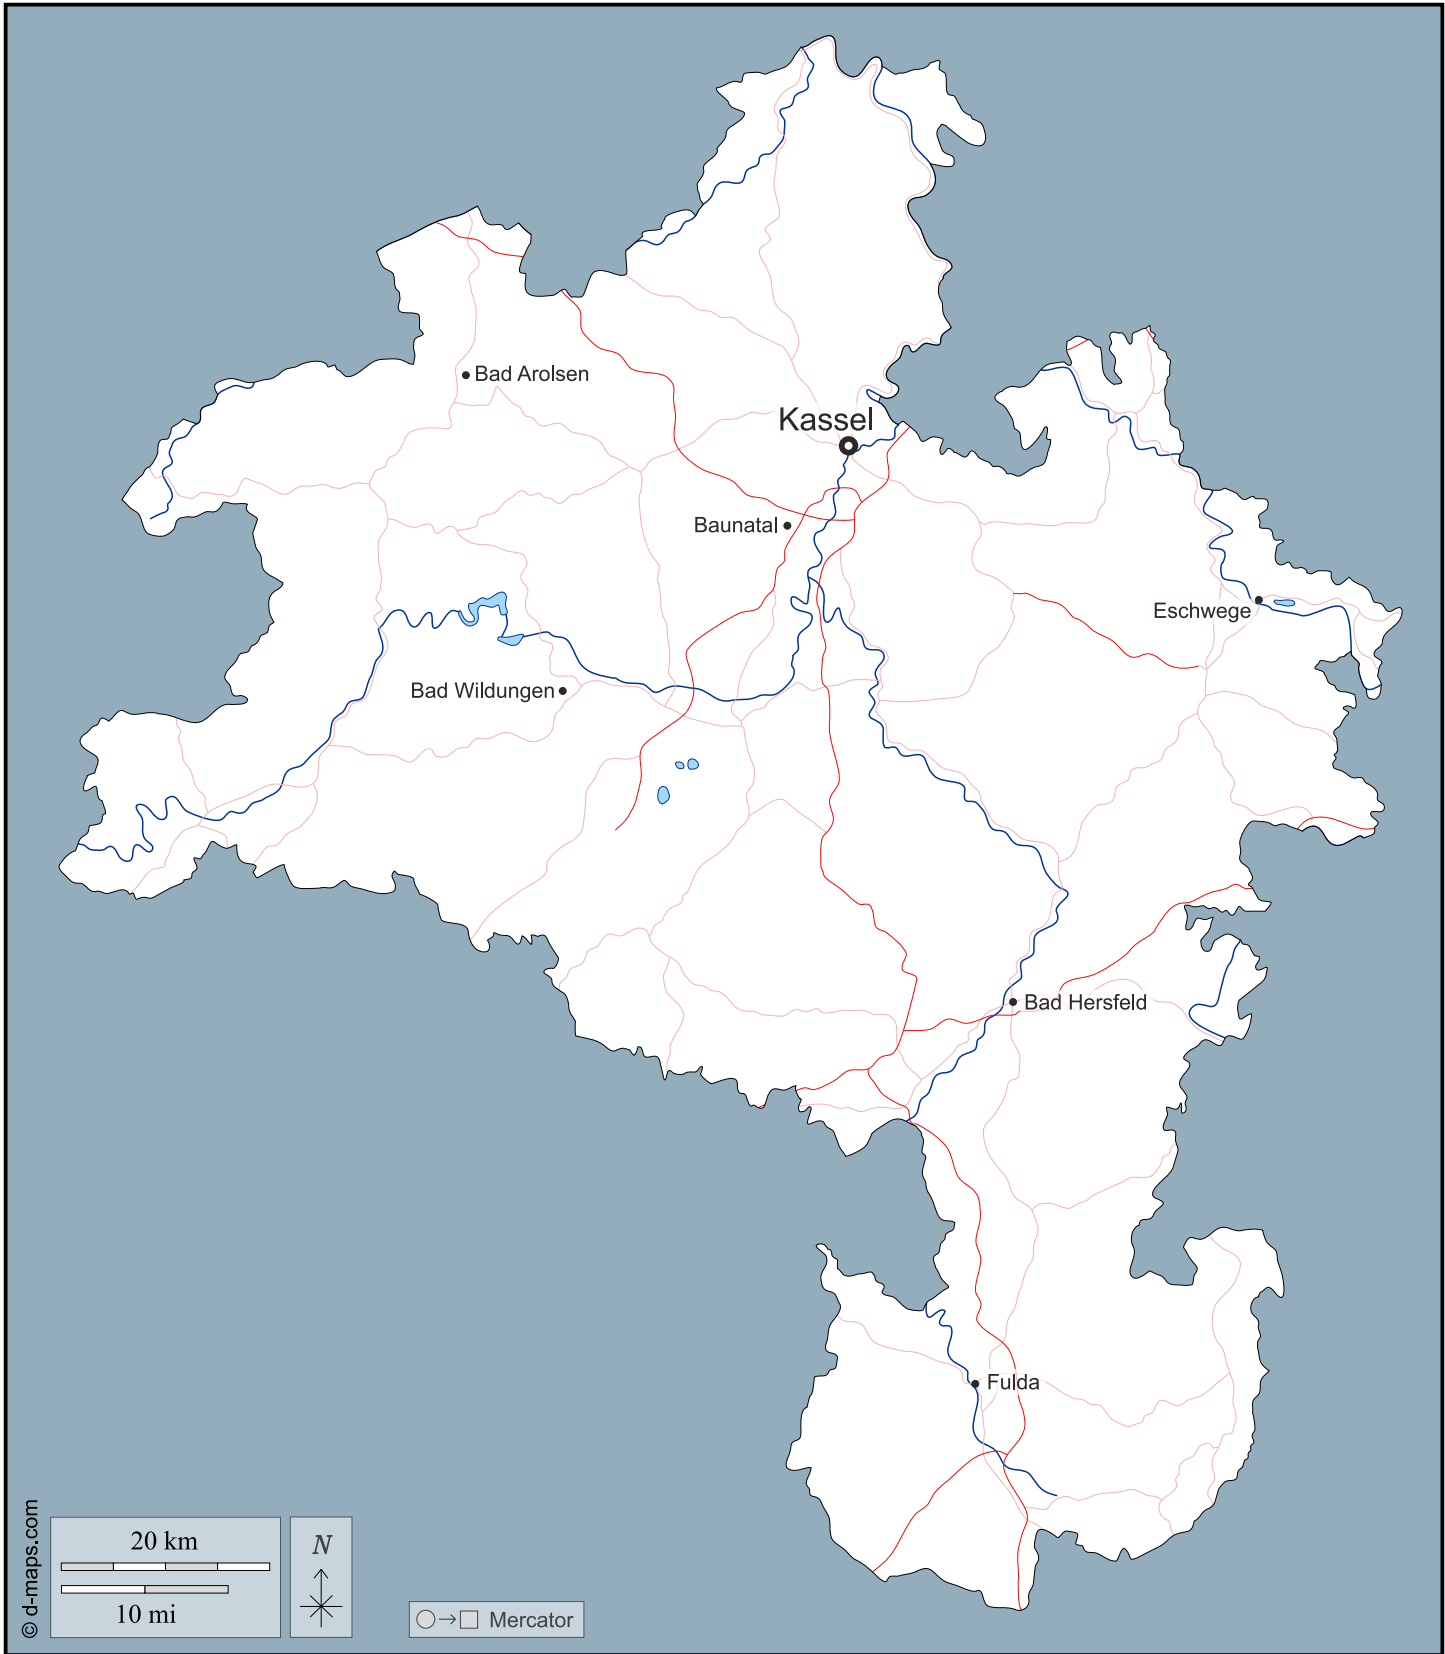 Bad Arolsen
Kassel
Baunatal
Eschwege
Bad Wildungen
Bad Hersfeld
Fulda
© d-maps.com
20 km
10 mi
N
Mercator